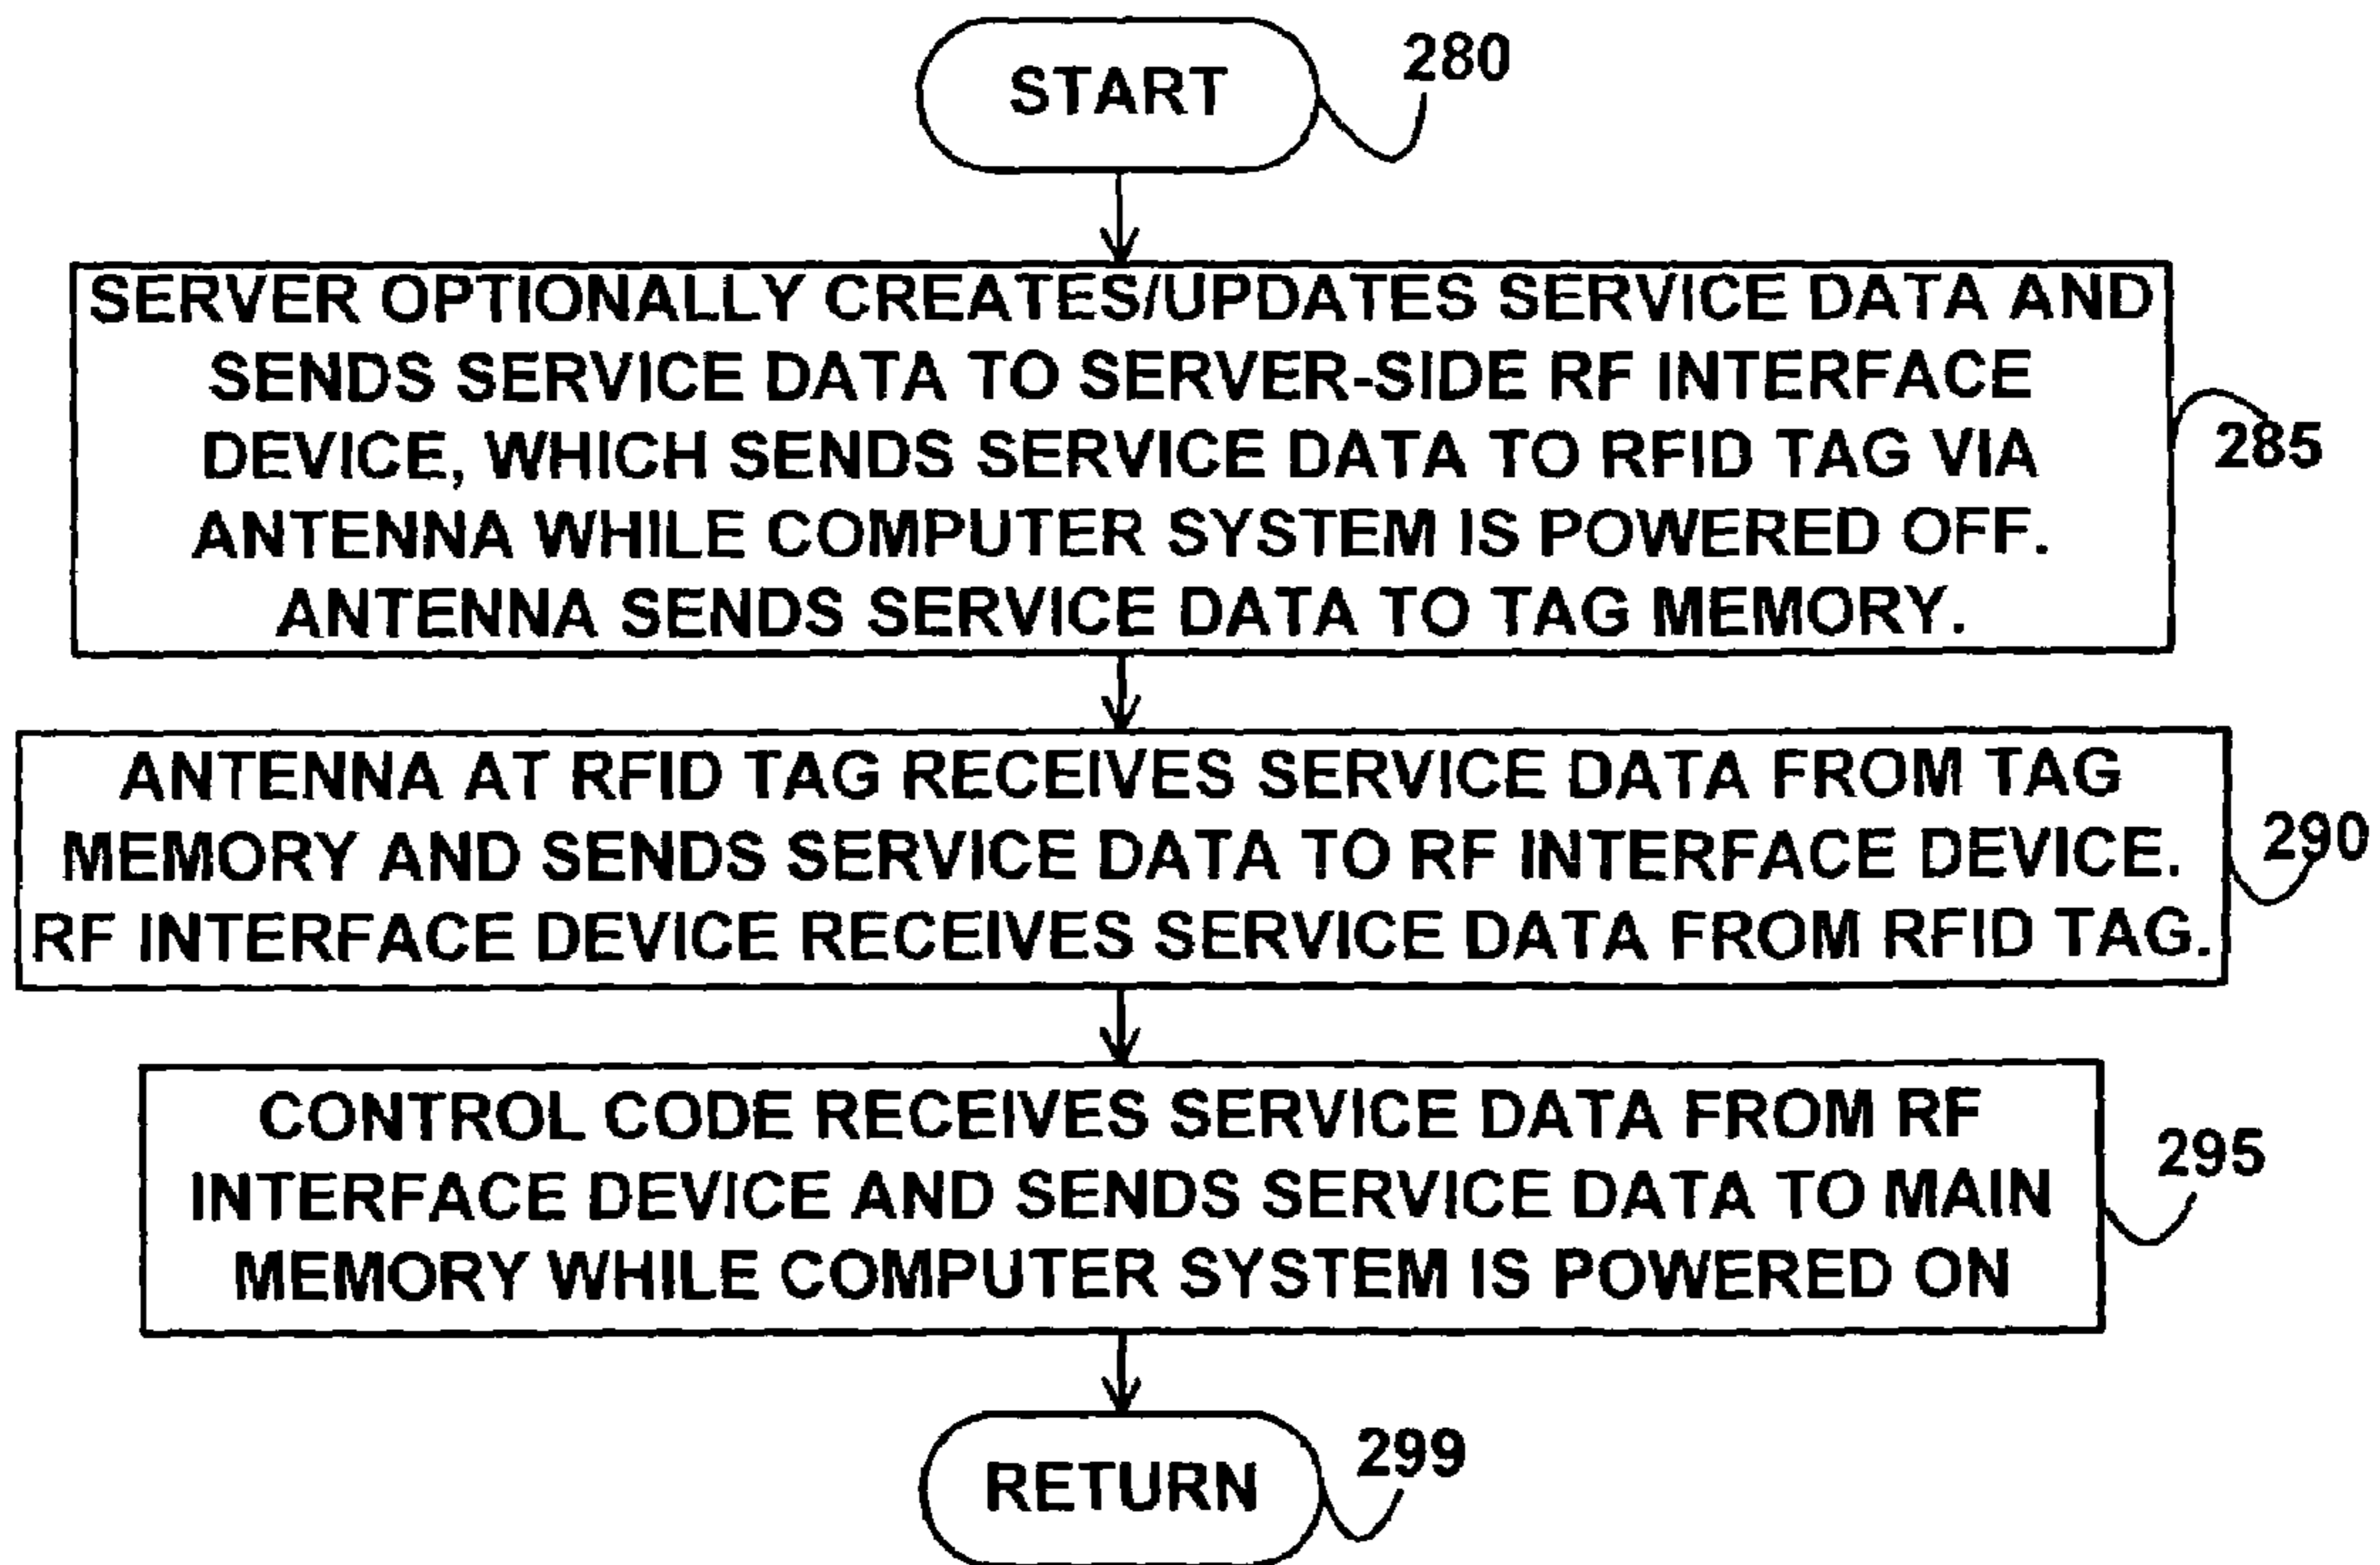 START
280
SERVER OPTIONALLY CREATES/UPDATES SERVICE DATA AND
SENDS SERVICE DATA TO SERVER-SIDE RF INTERFACE
DEVICE, WHICH SENDS SERVICE DATA TO RFID TAG VIA
ANTENNA WHILE COMPUTER SYSTEM IS POWERED OFF.
ANTENNA SENDS SERVICE DATA TO TAG MEMORY.
285
ANTENNA AT RFID TAG RECEIVES SERVICE DATA FROM TAG
MEMORY AND SENDS SERVICE DATA TO RF INTERFACE DEVICE.
RF INTERFACE DEVICE RECEIVES SERVICE DATA FROM RFID TAG.
290
CONTROL CODE RECEIVES SERVICE DATA FROM RF
INTERFACE DEVICE AND SENDS SERVICE DATA TO MAIN
MEMORY WHILE COMPUTER SYSTEM IS POWERED ON
295
RETURN
299